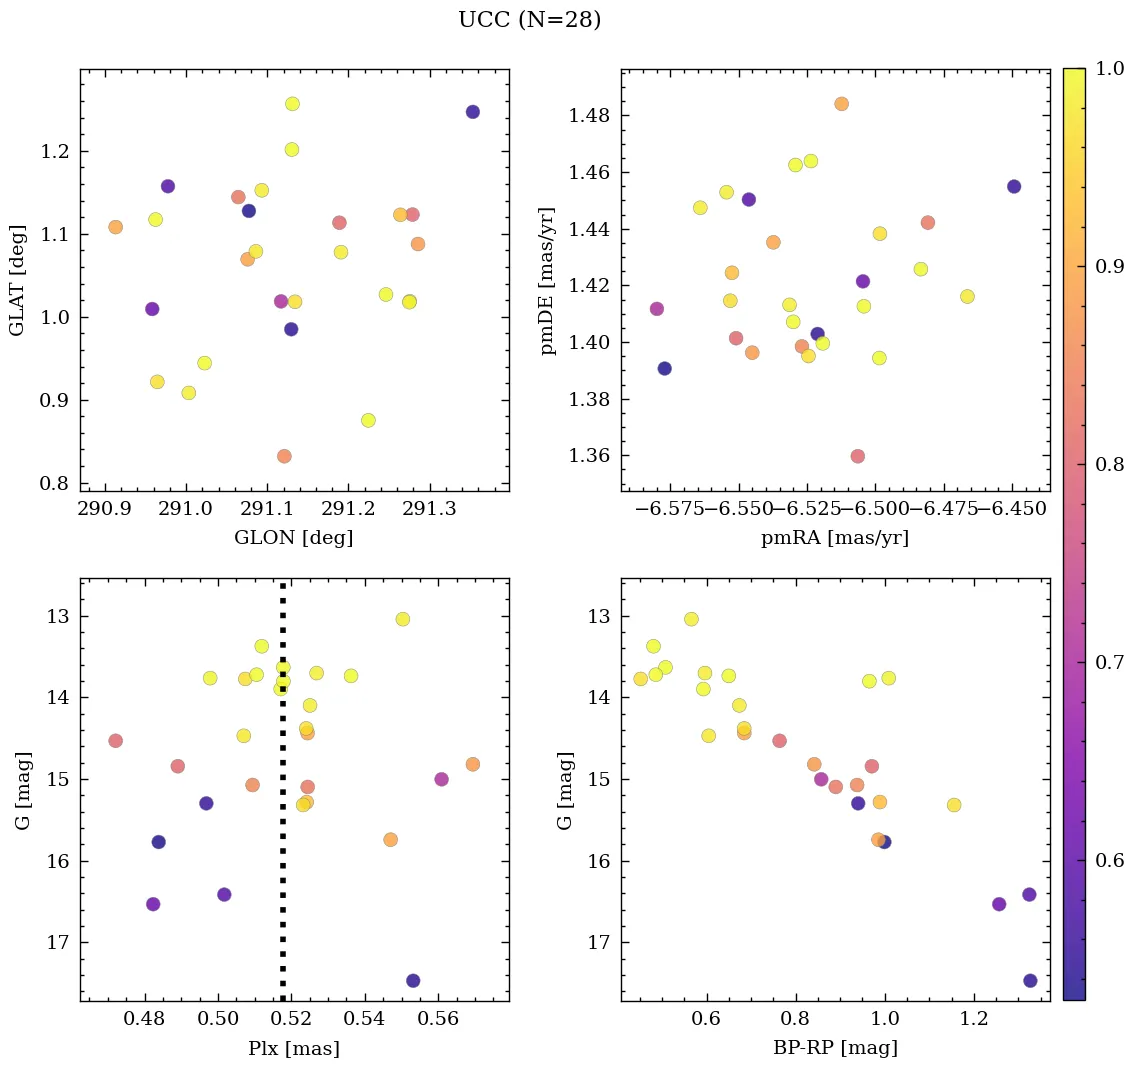 UCC (N=28)
1.2
1.1
1.0
0.9
0.8
GLAT [deg]
290.9 291.0 291.1 291.2 291.3
GLON [deg]
1.48
1.46
1.44
1.42
1.40
1.38
1.36
pmDE [mas/yr]
−6.575 −6.550 −6.525 −6.500 −6.475 −6.450
pmRA [mas/yr]
1.0
0.9
0.8
0.7
0.6
13
14
15
16
17
G [mag]
0.48 0.50 0.52 0.54 0.56
Plx [mas]
13
14
15
16
17
G [mag]
0.6 0.8 1.0 1.2
BP-RP [mag]